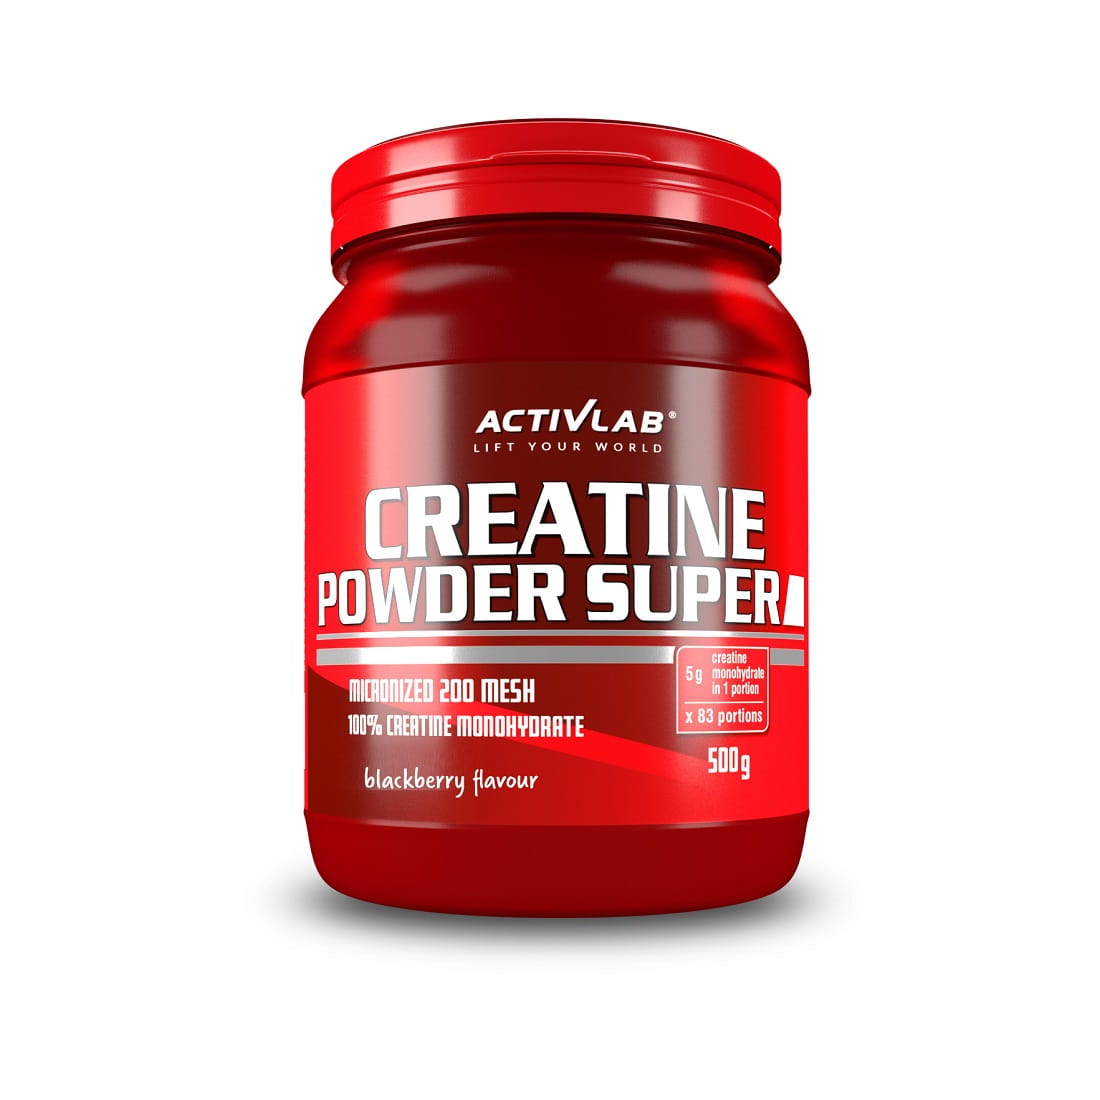 ACTIVLAB®
LIFT YOUR WORLD
CREATINE
POWDER SUPER
5g creatine
monohydrate
in 1 portion
x 83 portions
MICRONIZED 200 MESH
100% CREATINE MONOHYDRATE
500g
blackberry flavour